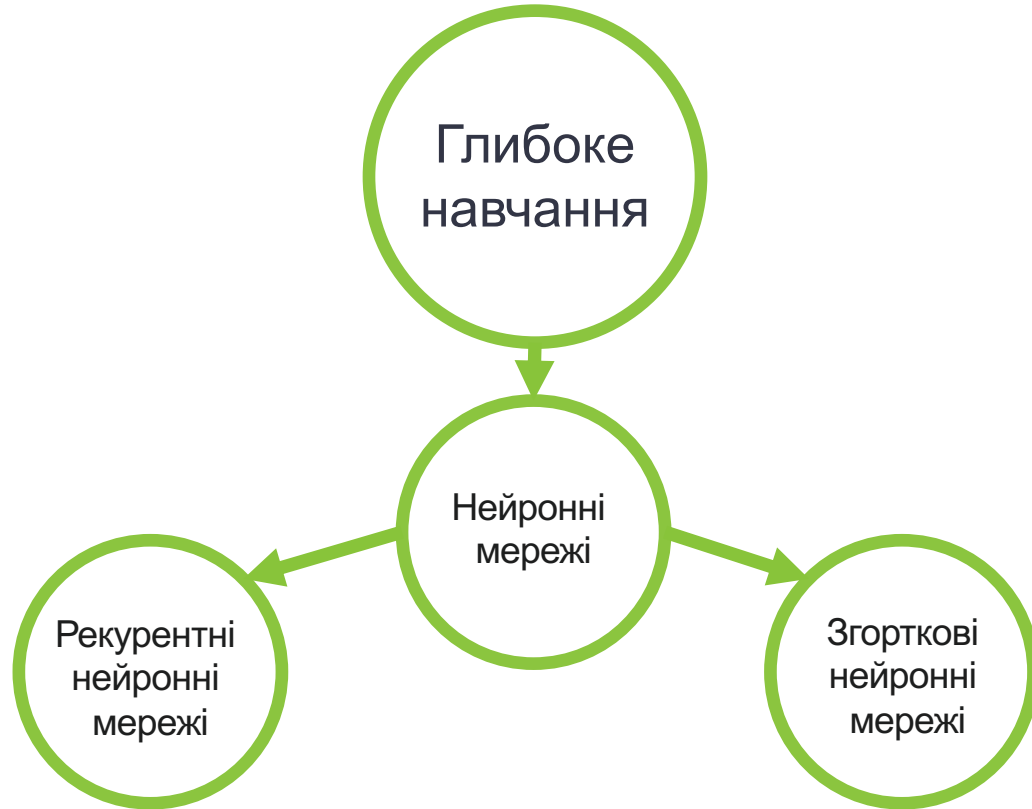 Глибоке
навчання
Нейронні
мережі
Рекурентні
нейронні
мережі
Згорткові
нейронні
мережі